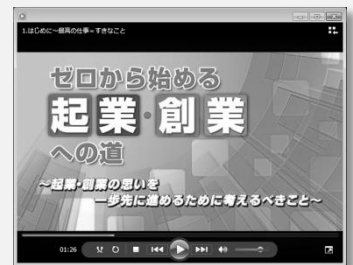 1.はじめに～最高の仕事＝すきなこと
ゼロから始める
起業・創業
への道
～起業・創業の思いを
一歩先に進めるために考えるべきこと～
01:26